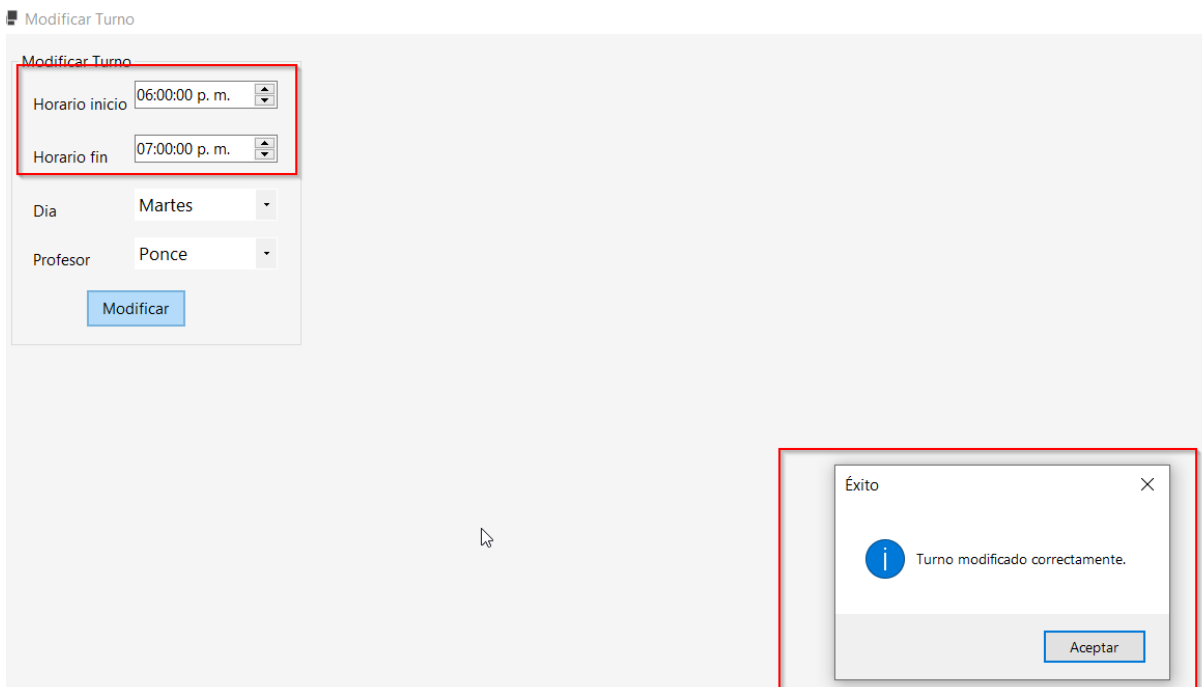 Modificar Turno
Modificar Turno
Horario inicio 06:00:00 p. m.
Horario fin 07:00:00 p. m.
Dia Martes
Profesor Ponce
Modificar
Éxito
Turno modificado correctamente.
Aceptar